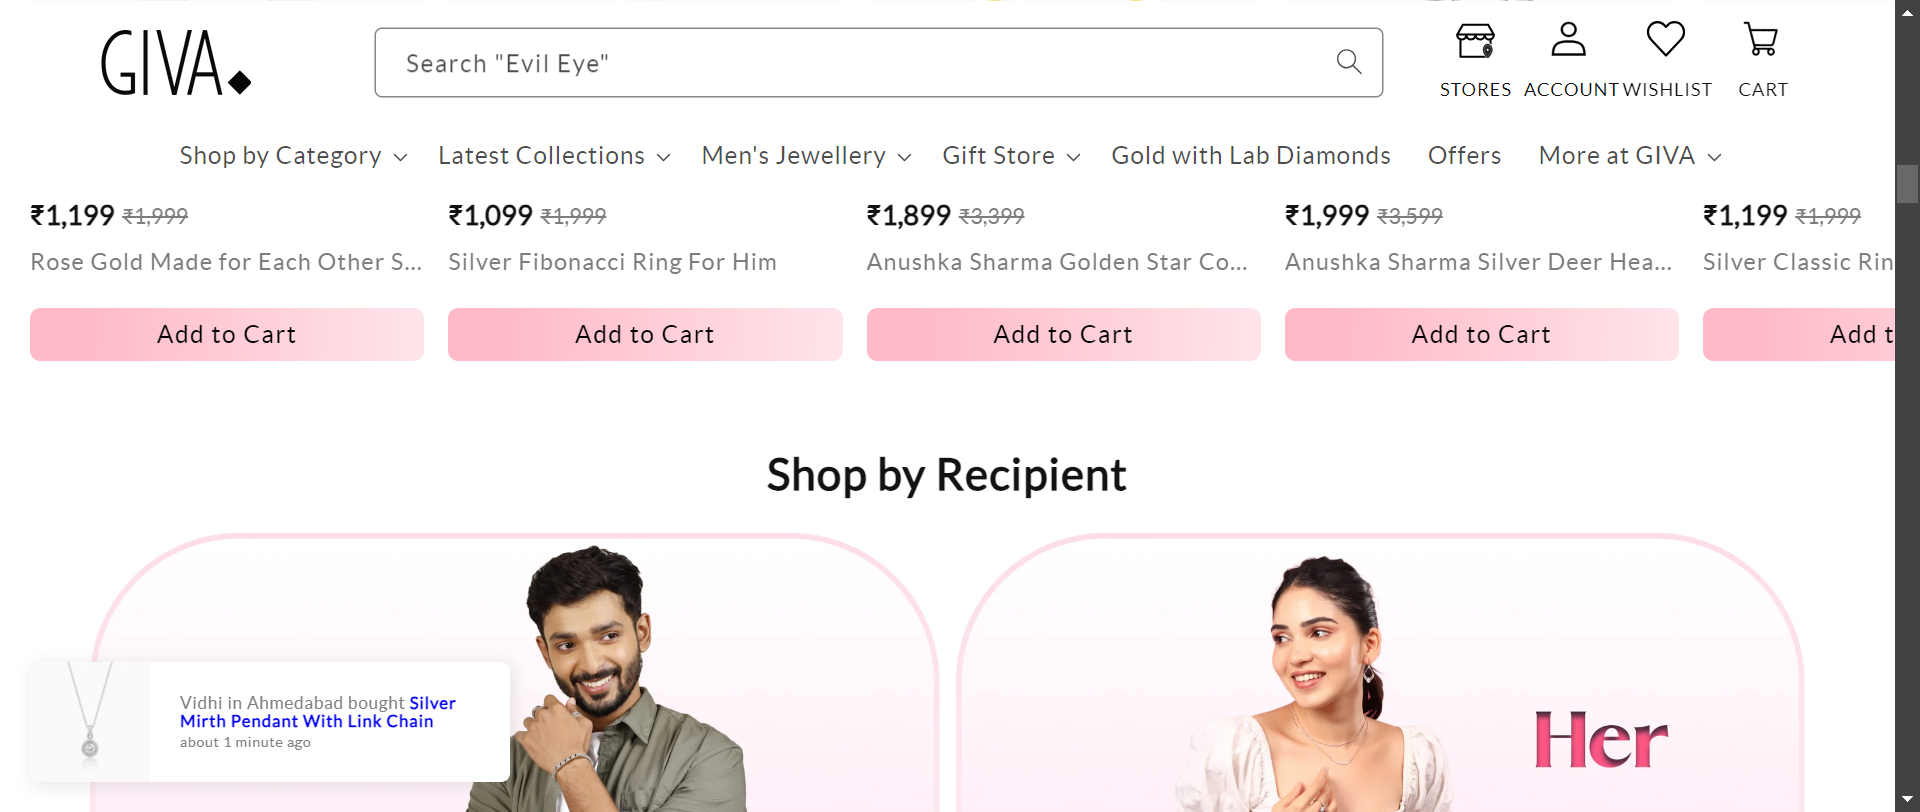 GIVA
Search "Evil Eye"
STORES ACCOUNT WISHLIST CART
Shop by Category Latest Collections Men's Jewellery Gift Store Gold with Lab Diamonds Offers More at GIVA
₹1,199 ₹1,999 ₹1,099 ₹1,999 ₹1,899 ₹3,399 ₹1,999 ₹3,599 ₹1,199 ₹1,999
Rose Gold Made for Each Other S... Silver Fibonacci Ring For Him Anushka Sharma Golden Star Co... Anushka Sharma Silver Deer Hea... Silver Classic Rin
Add to Cart Add to Cart Add to Cart Add to Cart Add t
Shop by Recipient
Vidhi in Ahmedabad bought Silver
Mirth Pendant With Link Chain
about 1 minute ago
Her